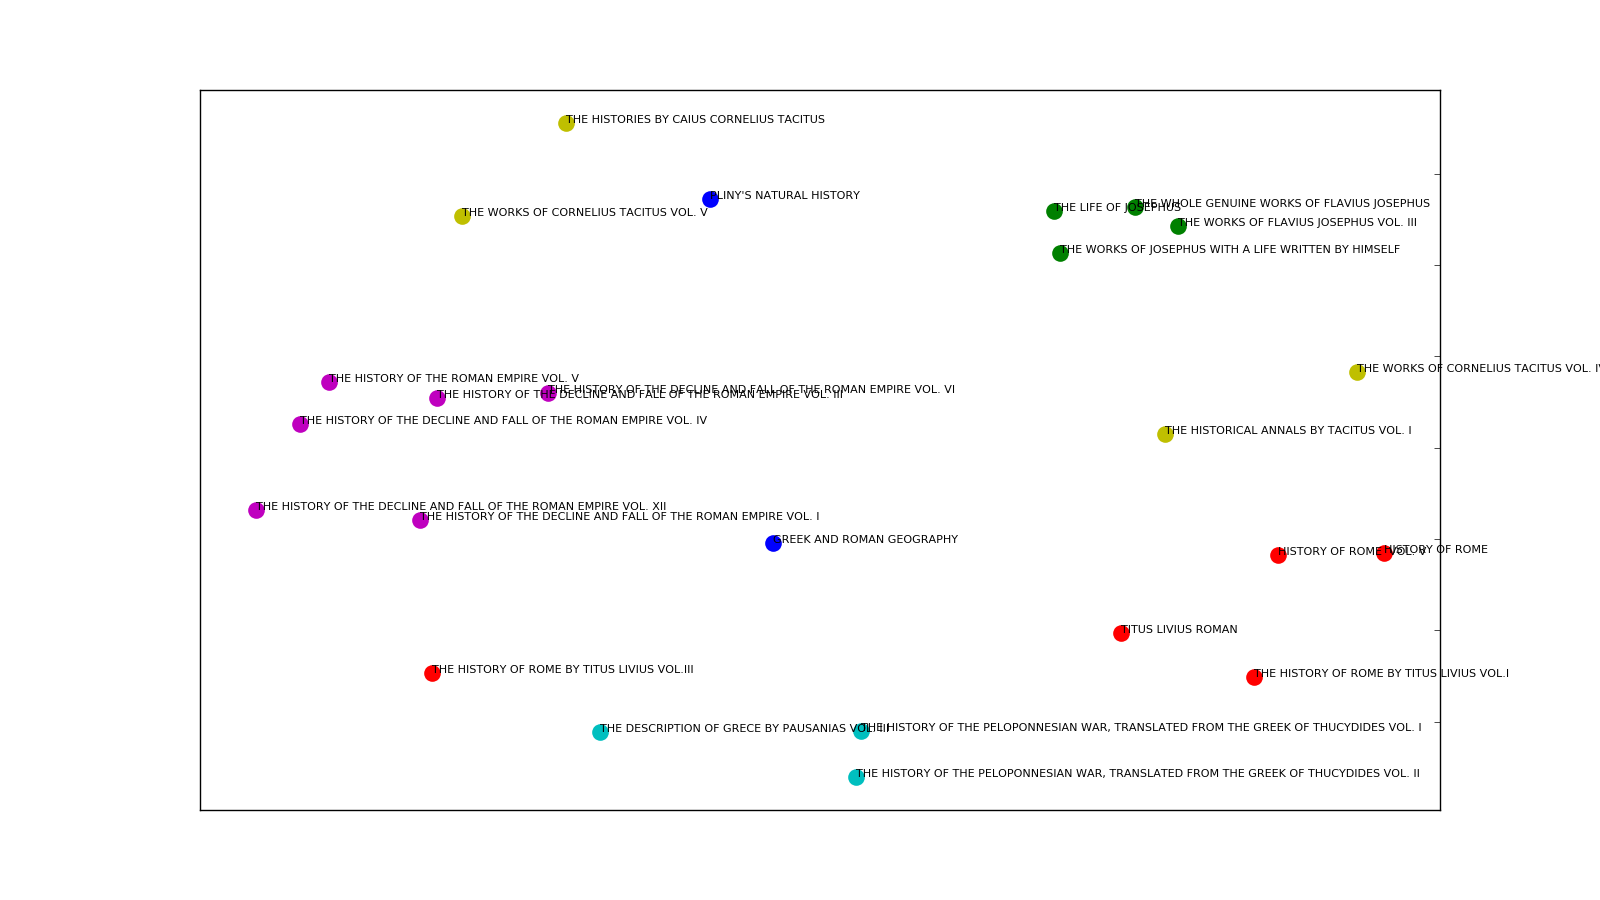 THE HISTORIES BY CAIUS CORNELIUS TACITUS
PLINY'S NATURAL HISTORY
THE WORKS OF CORNELIUS TACITUS VOL. V
THE WHOLE GENUINE WORKS OF FLAVIUS JOSEPHUS
THE LIFE OF JOSEPHUS
THE WORKS OF FLAVIUS JOSEPHUS VOL. III
THE WORKS OF JOSEPHUS WITH A LIFE WRITTEN BY HIMSELF
THE WORKS OF CORNELIUS TACITUS VOL. IV
THE HISTORY OF THE ROMAN EMPIRE VOL. V
THE HISTORY OF THE DECLINE AND FALL OF THE ROMAN EMPIRE VOL. VI
THE HISTORY OF THE DECLINE AND FALL OF THE ROMAN EMPIRE VOL. III
THE HISTORY OF THE DECLINE AND FALL OF THE ROMAN EMPIRE VOL. IV
THE HISTORICAL ANNALS BY TACITUS VOL. I
THE HISTORY OF THE DECLINE AND FALL OF THE ROMAN EMPIRE VOL. XII
THE HISTORY OF THE DECLINE AND FALL OF THE ROMAN EMPIRE VOL. I
GREEK AND ROMAN GEOGRAPHY
HISTORY OF ROME VOL. V
HISTORY OF ROME
TITUS LIVIUS ROMAN
THE HISTORY OF ROME BY TITUS LIVIUS VOL.III
THE HISTORY OF ROME BY TITUS LIVIUS VOL.I
THE DESCRIPTION OF GRECE BY PAUSANIAS VOL. III
THE HISTORY OF THE PELOPONNESIAN WAR, TRANSLATED FROM THE GREEK OF THUCYDIDES VOL. I
THE HISTORY OF THE PELOPONNESIAN WAR, TRANSLATED FROM THE GREEK OF THUCYDIDES VOL. II